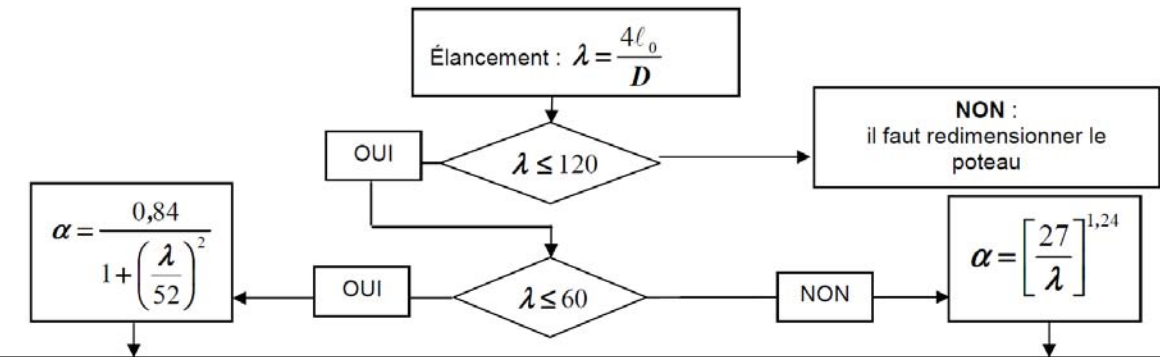 Élancement : λ = 4ℓ₀ / D
NON :
il faut redimensionner le
poteau
OUI
λ ≤ 120
α = 0,84 / (1 + (λ / 52)²)
α = [27 / λ]^1,24
OUI
λ ≤ 60
NON